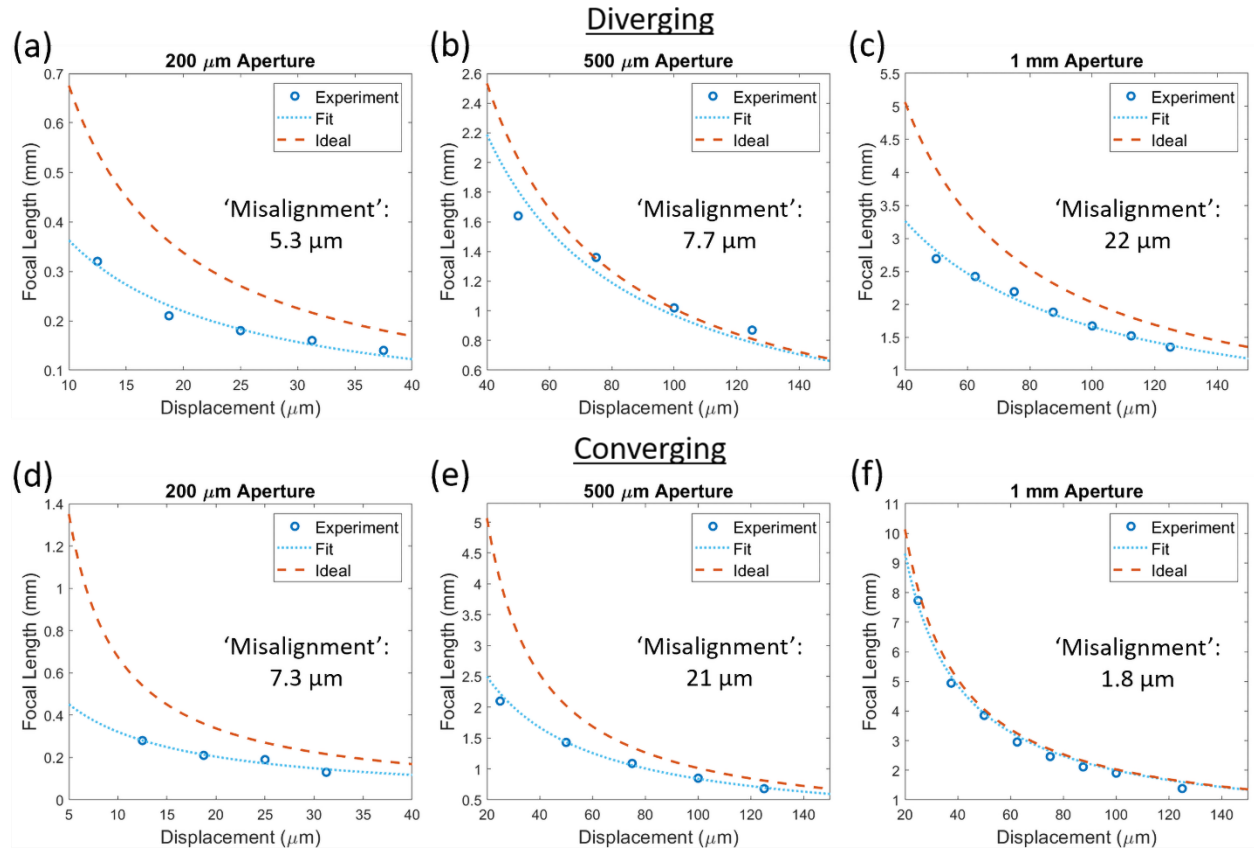 Diverging
(a)
200 μm Aperture
Focal Length (mm)
0.7
0.6
0.5
0.4
0.3
0.2
0.1
Experiment
Fit
Ideal
‘Misalignment’:
5.3 μm
10 15 20 25 30 35 40
Displacement (μm)
(b)
500 μm Aperture
Focal Length (mm)
2.6
2.4
2.2
2
1.8
1.6
1.4
1.2
1
0.8
0.6
Experiment
Fit
Ideal
‘Misalignment’:
7.7 μm
40 60 80 100 120 140
Displacement (μm)
(c)
1 mm Aperture
Focal Length (mm)
5.5
5
4.5
4
3.5
3
2.5
2
1.5
1
Experiment
Fit
Ideal
‘Misalignment’:
22 μm
40 60 80 100 120 140
Displacement (μm)
Converging
(d)
200 μm Aperture
Focal Length (mm)
1.4
1.2
1
0.8
0.6
0.4
0.2
0
Experiment
Fit
Ideal
‘Misalignment’:
7.3 μm
5 10 15 20 25 30 35 40
Displacement (μm)
(e)
500 μm Aperture
Focal Length (mm)
5
4.5
4
3.5
3
2.5
2
1.5
1
0.5
Experiment
Fit
Ideal
‘Misalignment’:
21 μm
20 40 60 80 100 120 140
Displacement (μm)
(f)
1 mm Aperture
Focal Length (mm)
11
10
9
8
7
6
5
4
3
2
1
Experiment
Fit
Ideal
‘Misalignment’:
1.8 μm
20 40 60 80 100 120 140
Displacement (μm)